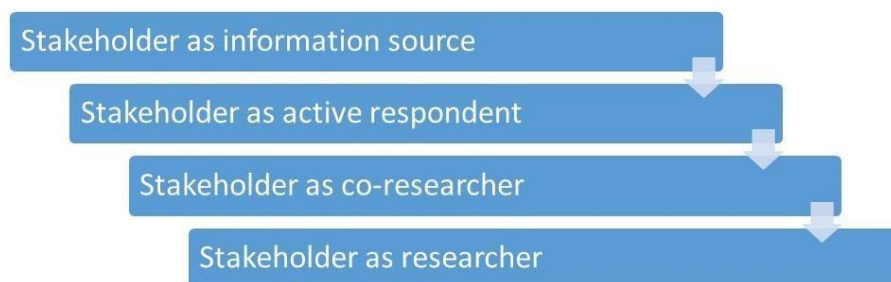 Stakeholder as information source
Stakeholder as active respondent
Stakeholder as co-researcher
Stakeholder as researcher